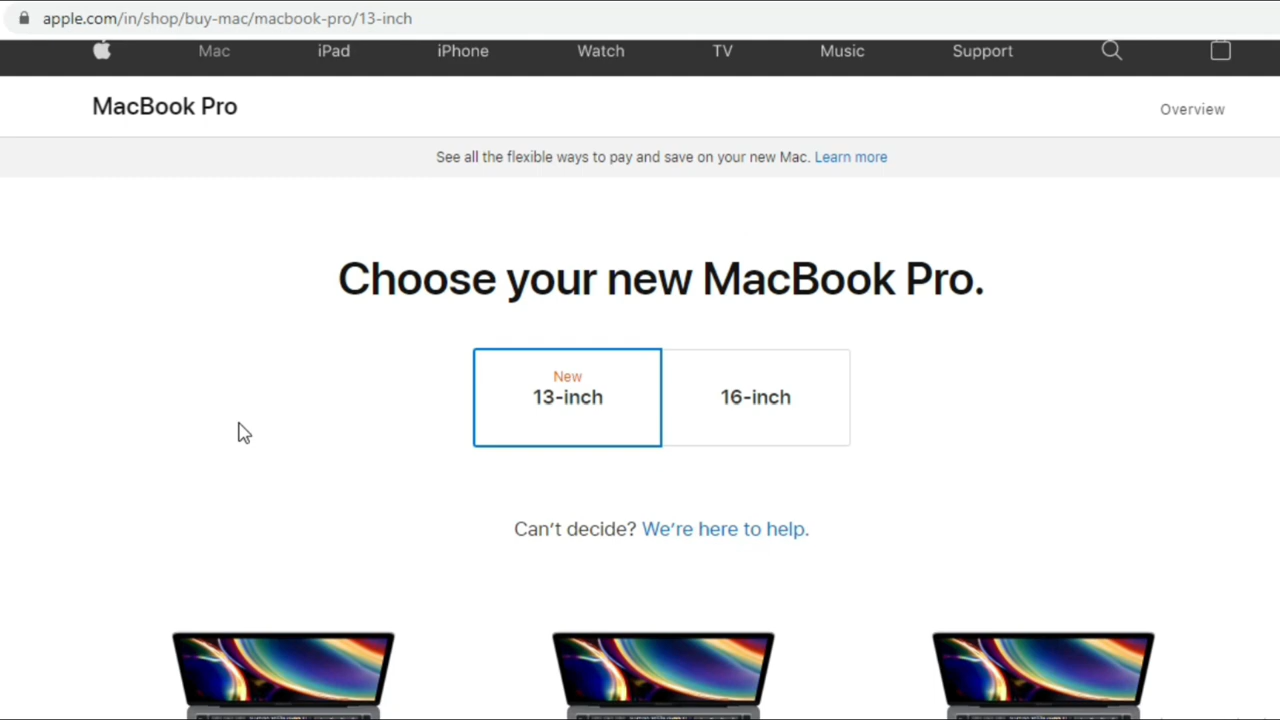 apple.com/in/shop/buy-mac/macbook-pro/13-inch
Mac iPad iPhone Watch TV Music Support
MacBook Pro
Overview
See all the flexible ways to pay and save on your new Mac. Learn more
Choose your new MacBook Pro.
New
13-inch
16-inch
Can't decide? We're here to help.